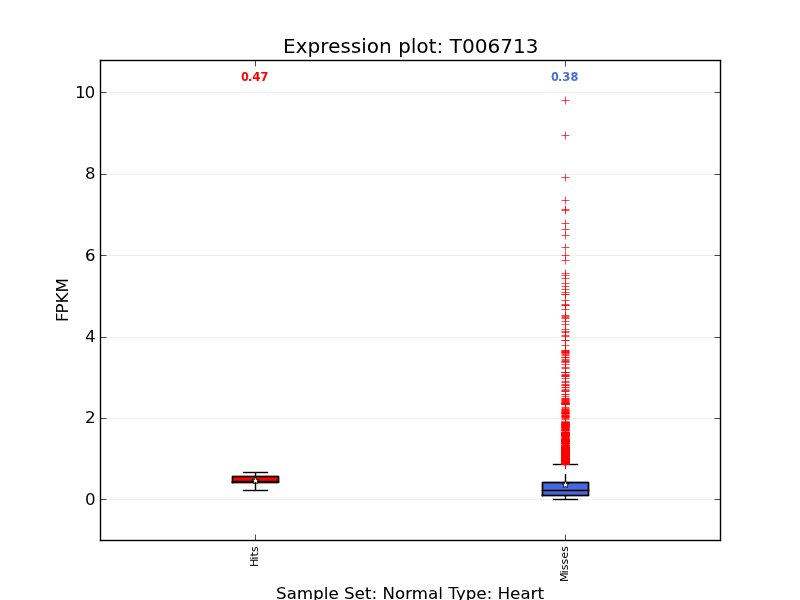 Expression plot: T006713
0.47
0.38
10
8
6
4
2
0
FPKM
Hits
Misses
Sample Set: Normal Type: Heart